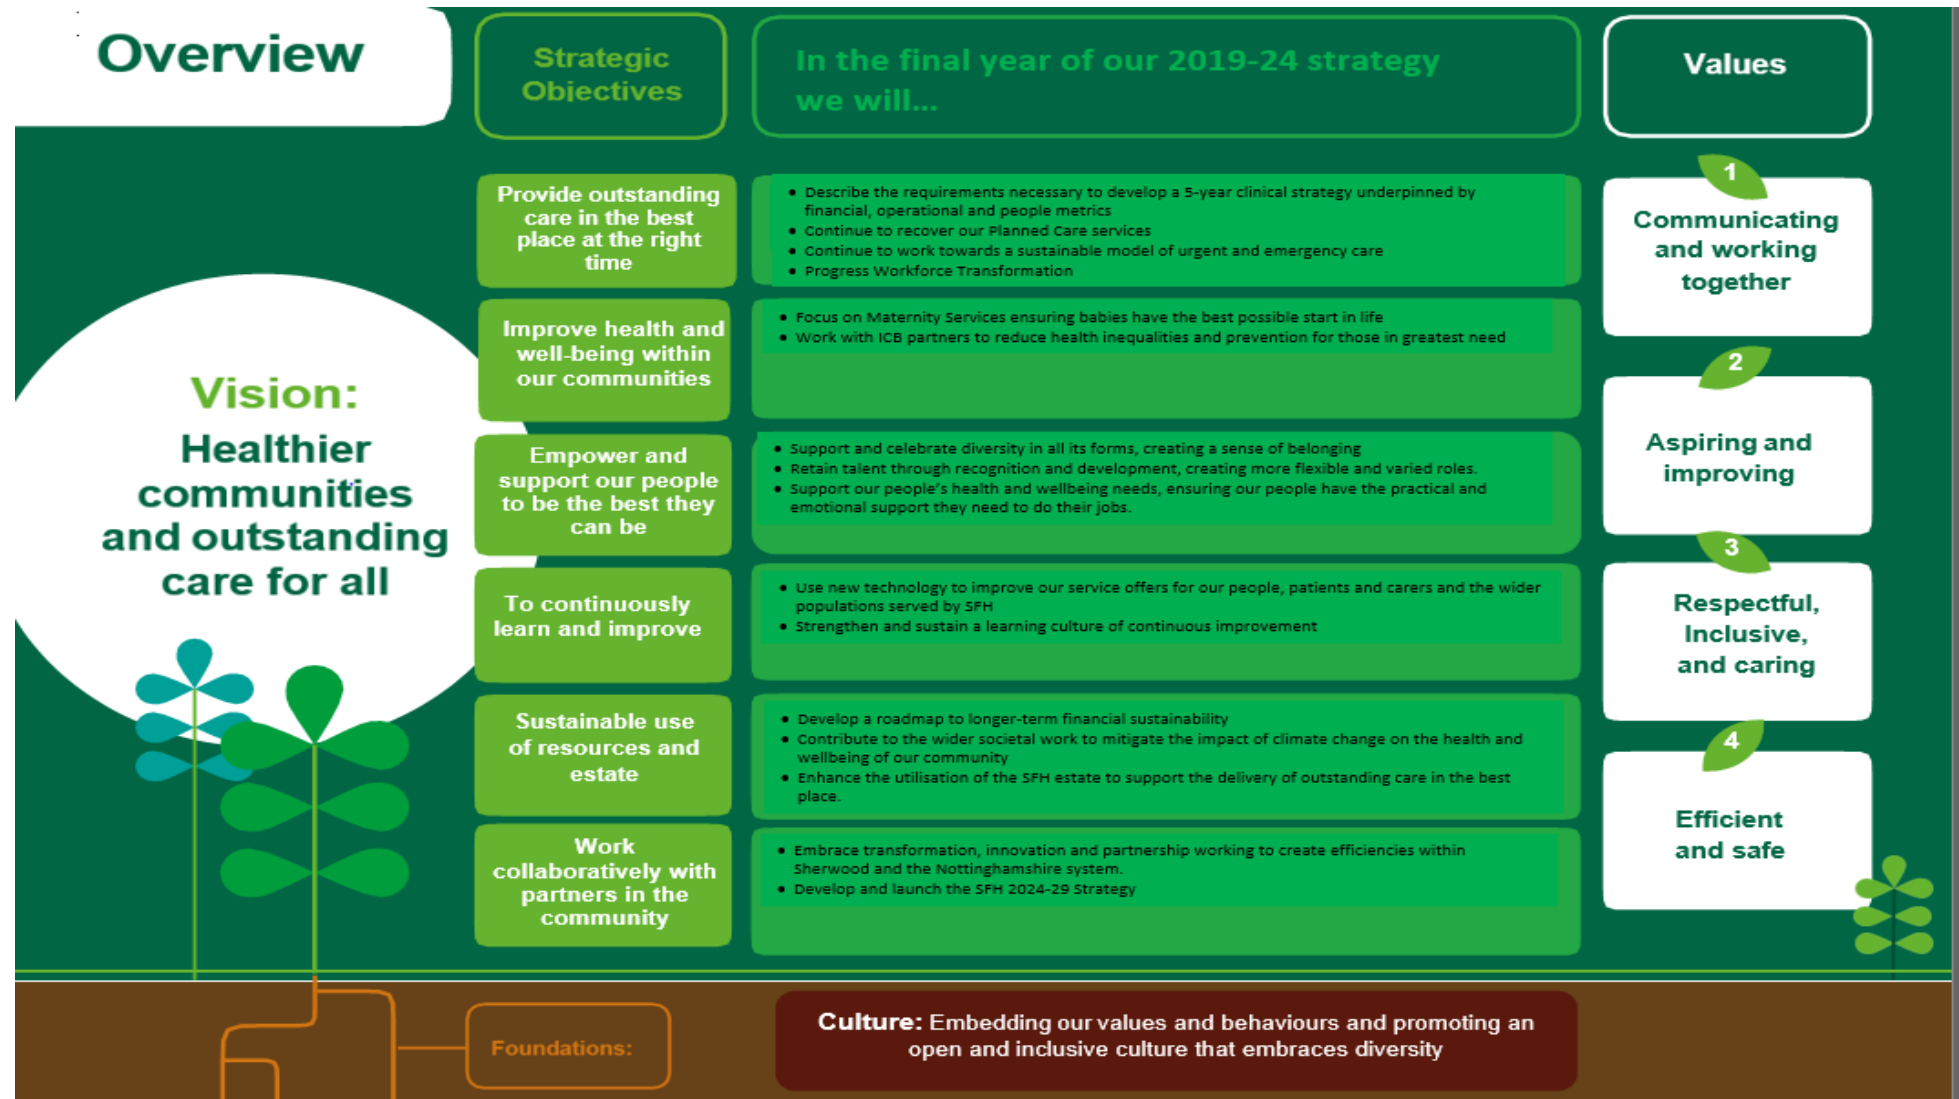 Overview
Strategic
Objectives
In the final year of our 2019-24 strategy
we will...
Values
Vision:
Healthier
communities
and outstanding
care for all
Provide outstanding
care in the best
place at the right
time
• Describe the requirements necessary to develop a 5-year clinical strategy underpinned by
financial, operational and people metrics
• Continue to recover our Planned Care services
• Continue to work towards a sustainable model of urgent and emergency care
• Progress Workforce Transformation
Improve health and
well-being within
our communities
• Focus on Maternity Services ensuring babies have the best possible start in life
• Work with ICB partners to reduce health inequalities and prevention for those in greatest need
Empower and
support our people
to be the best they
can be
• Support and celebrate diversity in all its forms, creating a sense of belonging
• Retain talent through recognition and development, creating more flexible and varied roles.
• Support our people's health and wellbeing needs, ensuring our people have the practical and
emotional support they need to do their jobs.
To continuously
learn and improve
• Use new technology to improve our service offers for our people, patients and carers and the wider
populations served by SFH
• Strengthen and sustain a learning culture of continuous improvement
Sustainable use
of resources and
estate
• Develop a roadmap to longer-term financial sustainability
• Contribute to the wider societal work to mitigate the impact of climate change on the health and
wellbeing of our community
• Enhance the utilisation of the SFH estate to support the delivery of outstanding care in the best
place.
Work
collaboratively with
partners in the
community
• Embrace transformation, innovation and partnership working to create efficiencies within
Sherwood and the Nottinghamshire system.
• Develop and launch the SFH 2024-29 Strategy
1
Communicating
and working
together
2
Aspiring and
improving
3
Respectful,
Inclusive,
and caring
4
Efficient
and safe
Foundations:
Culture: Embedding our values and behaviours and promoting an
open and inclusive culture that embraces diversity